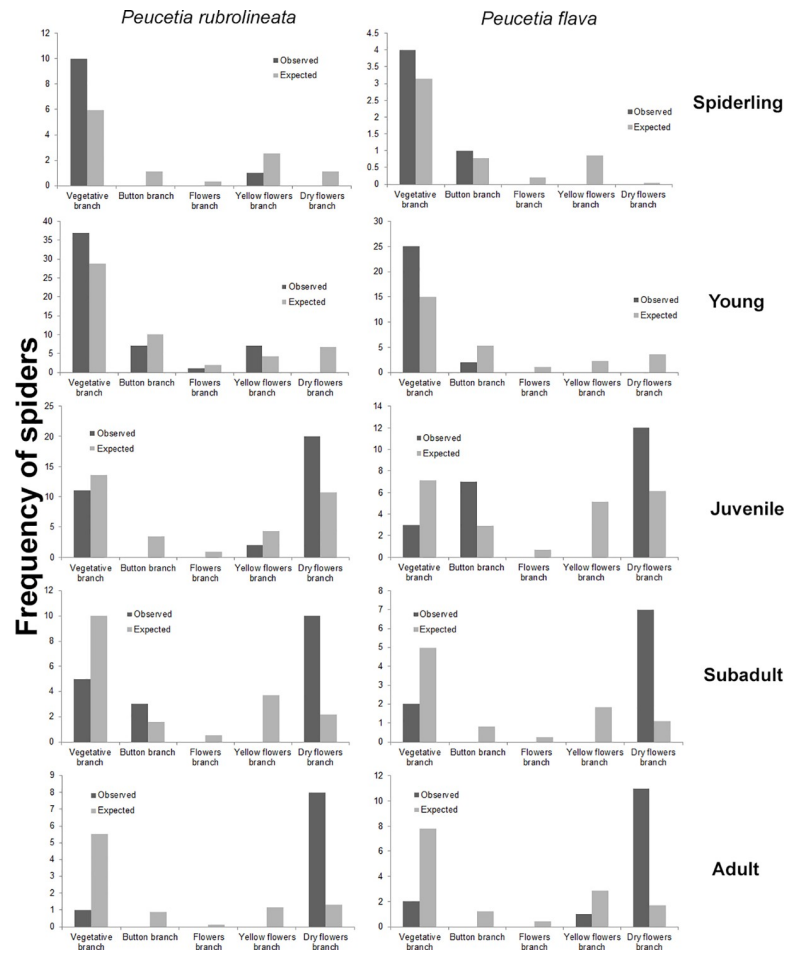 Peucetia rubrolineata
Peucetia flava
Frequency of spiders
12
10
8
6
4
2
0
Observed
Expected
Vegetative branch
Button branch
Flowers branch
Yellow flowers branch
Dry flowers branch
4.5
4
3.5
3
2.5
2
1.5
1
0.5
0
Observed
Expected
Vegetative branch
Button branch
Flowers branch
Yellow flowers branch
Dry flowers branch
Spiderling
40
35
30
25
20
15
10
5
0
Observed
Expected
Vegetative branch
Button branch
Flowers branch
Yellow flowers branch
Dry flowers branch
30
25
20
15
10
5
0
Observed
Expected
Vegetative branch
Button branch
Flowers branch
Yellow flowers branch
Dry flowers branch
Young
25
20
15
10
5
0
Observed
Expected
Vegetative branch
Button branch
Flowers branch
Yellow flowers branch
Dry flowers branch
14
12
10
8
6
4
2
0
Observed
Expected
Vegetative branch
Button branch
Flowers branch
Yellow flowers branch
Dry flowers branch
Juvenile
12
10
8
6
4
2
0
Observed
Expected
Vegetative branch
Button branch
Flowers branch
Yellow flowers branch
Dry flowers branch
8
7
6
5
4
3
2
1
0
Observed
Expected
Vegetative branch
Button branch
Flowers branch
Yellow flowers branch
Dry flowers branch
Subadult
9
8
7
6
5
4
3
2
1
0
Observed
Expected
Vegetative branch
Button branch
Flowers branch
Yellow flowers branch
Dry flowers branch
12
10
8
6
4
2
0
Observed
Expected
Vegetative branch
Button branch
Flowers branch
Yellow flowers branch
Dry flowers branch
Adult